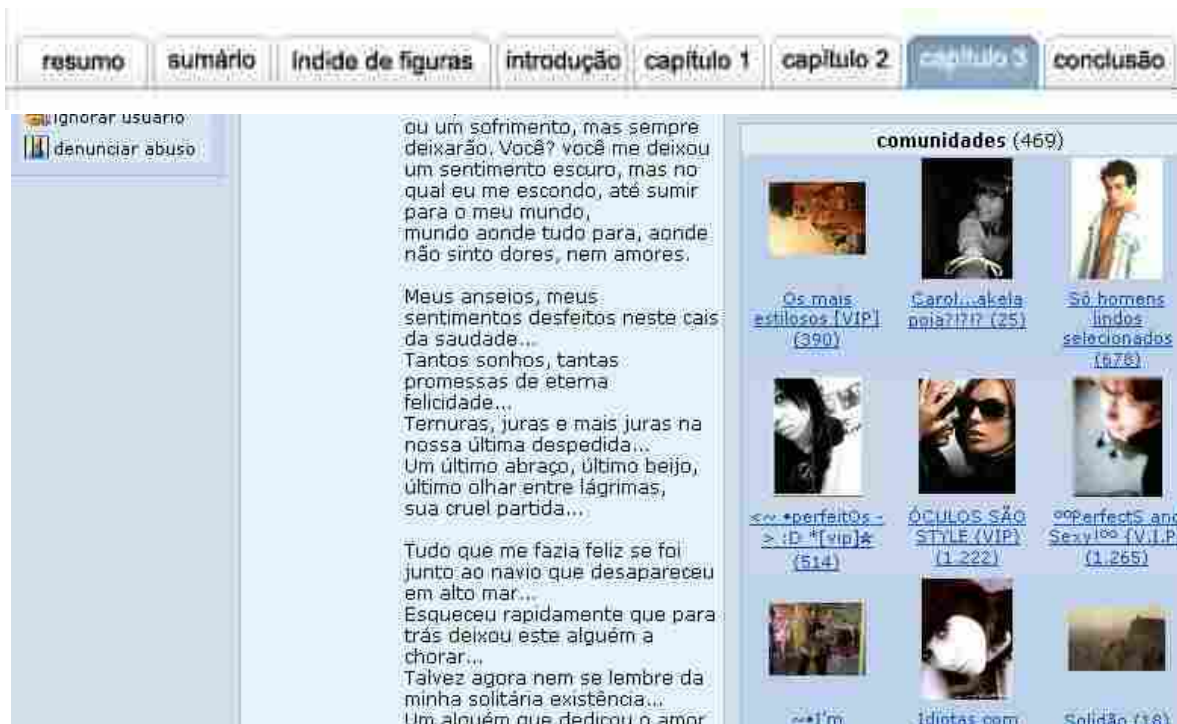 resumo
sumário
índide de figuras
introdução
capítulo 1
capítulo 2
capítulo 3
conclusão
ignorar usuário
denunciar abuso
ou um sofrimento, mas sempre
deixarão. Você? você me deixou
um sentimento escuro, mas no
qual eu me escondo, até sumir
para o meu mundo,
mundo aonde tudo para, aonde
não sinto dores, nem amores.
Meus anseios, meus
sentimentos desfeitos neste cais
da saudade...
Tantos sonhos, tantas
promessas de eterna
felicidade...
Ternuras, juras e mais juras na
nossa última despedida...
Um último abraço, último beijo,
último olhar entre lágrimas,
sua cruel partida...
Tudo que me fazia feliz se foi
junto ao navio que desapareceu
em alto mar...
Esqueceu rapidamente que para
trás deixou este alguém a
chorar...
Talvez agora nem se lembre da
minha solitária existência...
Um alguém que dedicou o amor
comunidades (469)
Os mais
estilosos [VIP]
(390)
Carol...akela
poia?!?!? (25)
Só homens
lindos
selecionados
(678)
<~ •perfeitOs -
> :D *[vip]*
(514)
ÓCULOS SÃO
STYLE (VIP)
(1.222)
ººPerfectS and
Sexy!ºº {V.I.P
(1.265)
~•I'm
Idiotas com
Solidão (18)